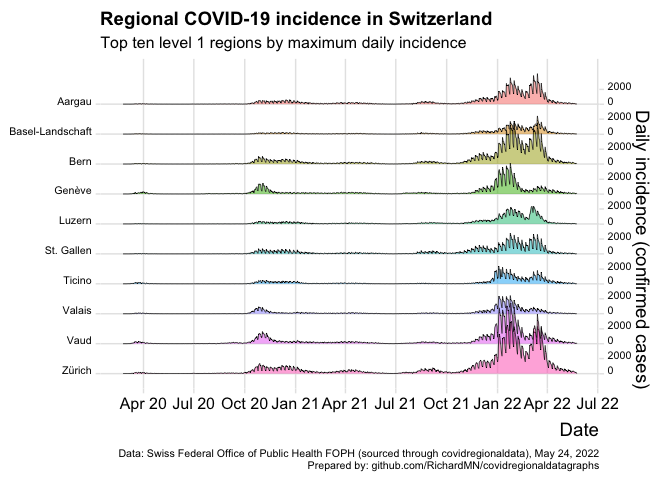 Regional COVID-19 incidence in Switzerland
Top ten level 1 regions by maximum daily incidence
Aargau
Basel-Landschaft
Bern
Genève
Luzern
St. Gallen
Ticino
Valais
Vaud
Zürich
2000
0
2000
0
2000
0
2000
0
2000
0
2000
0
2000
0
2000
0
2000
0
2000
0
Daily incidence (confirmed cases)
Apr 20 Jul 20 Oct 20 Jan 21 Apr 21 Jul 21 Oct 21 Jan 22 Apr 22 Jul 22
Date
Data: Swiss Federal Office of Public Health FOPH (sourced through covidregionaldata), May 24, 2022
Prepared by: github.com/RichardMN/covidregionaldatagraphs